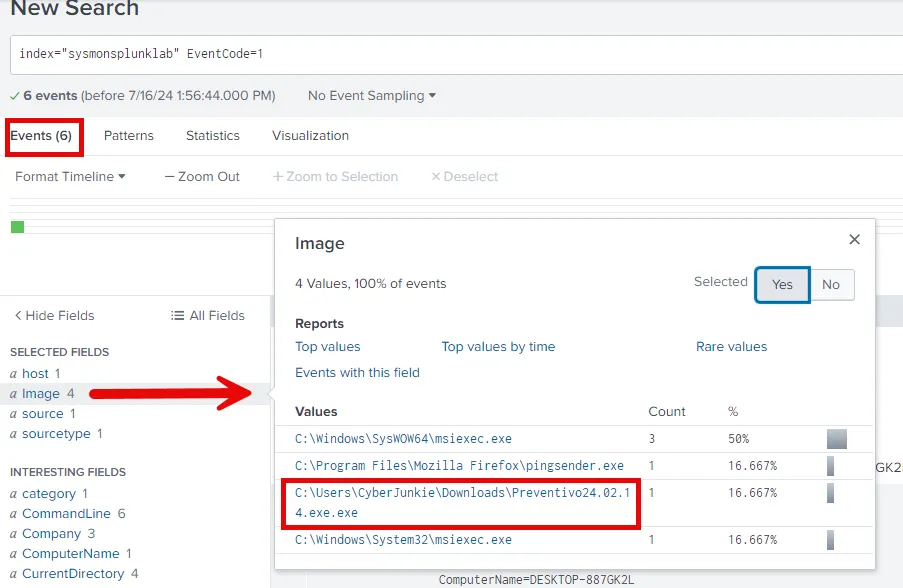 New Search
index="sysmonsplunklab" EventCode=1
✓ 6 events (before 7/16/24 1:56:44.000 PM) No Event Sampling ▾
Events (6) Patterns Statistics Visualization
Format Timeline ▾ — Zoom Out + Zoom to Selection × Deselect
Image ×
4 Values, 100% of events Selected Yes No
Reports
Top values Top values by time Rare values
Events with this field
Values Count %
C:\Windows\SysWOW64\msiexec.exe 3 50%
C:\Program Files\Mozilla Firefox\pingsender.exe 1 16.667%
C:\Users\CyberJunkie\Downloads\Preventivo24.02.1
4.exe.exe 1 16.667%
C:\Windows\System32\msiexec.exe 1 16.667%
< Hide Fields All Fields
SELECTED FIELDS
a host 1
a Image 4
a source 1
a sourcetype 1
INTERESTING FIELDS
a category 1
a CommandLine 6
a Company 3
a ComputerName 1
a CurrentDirectory 4
GK2L
ComputerName=DESKTOP-887GK2L